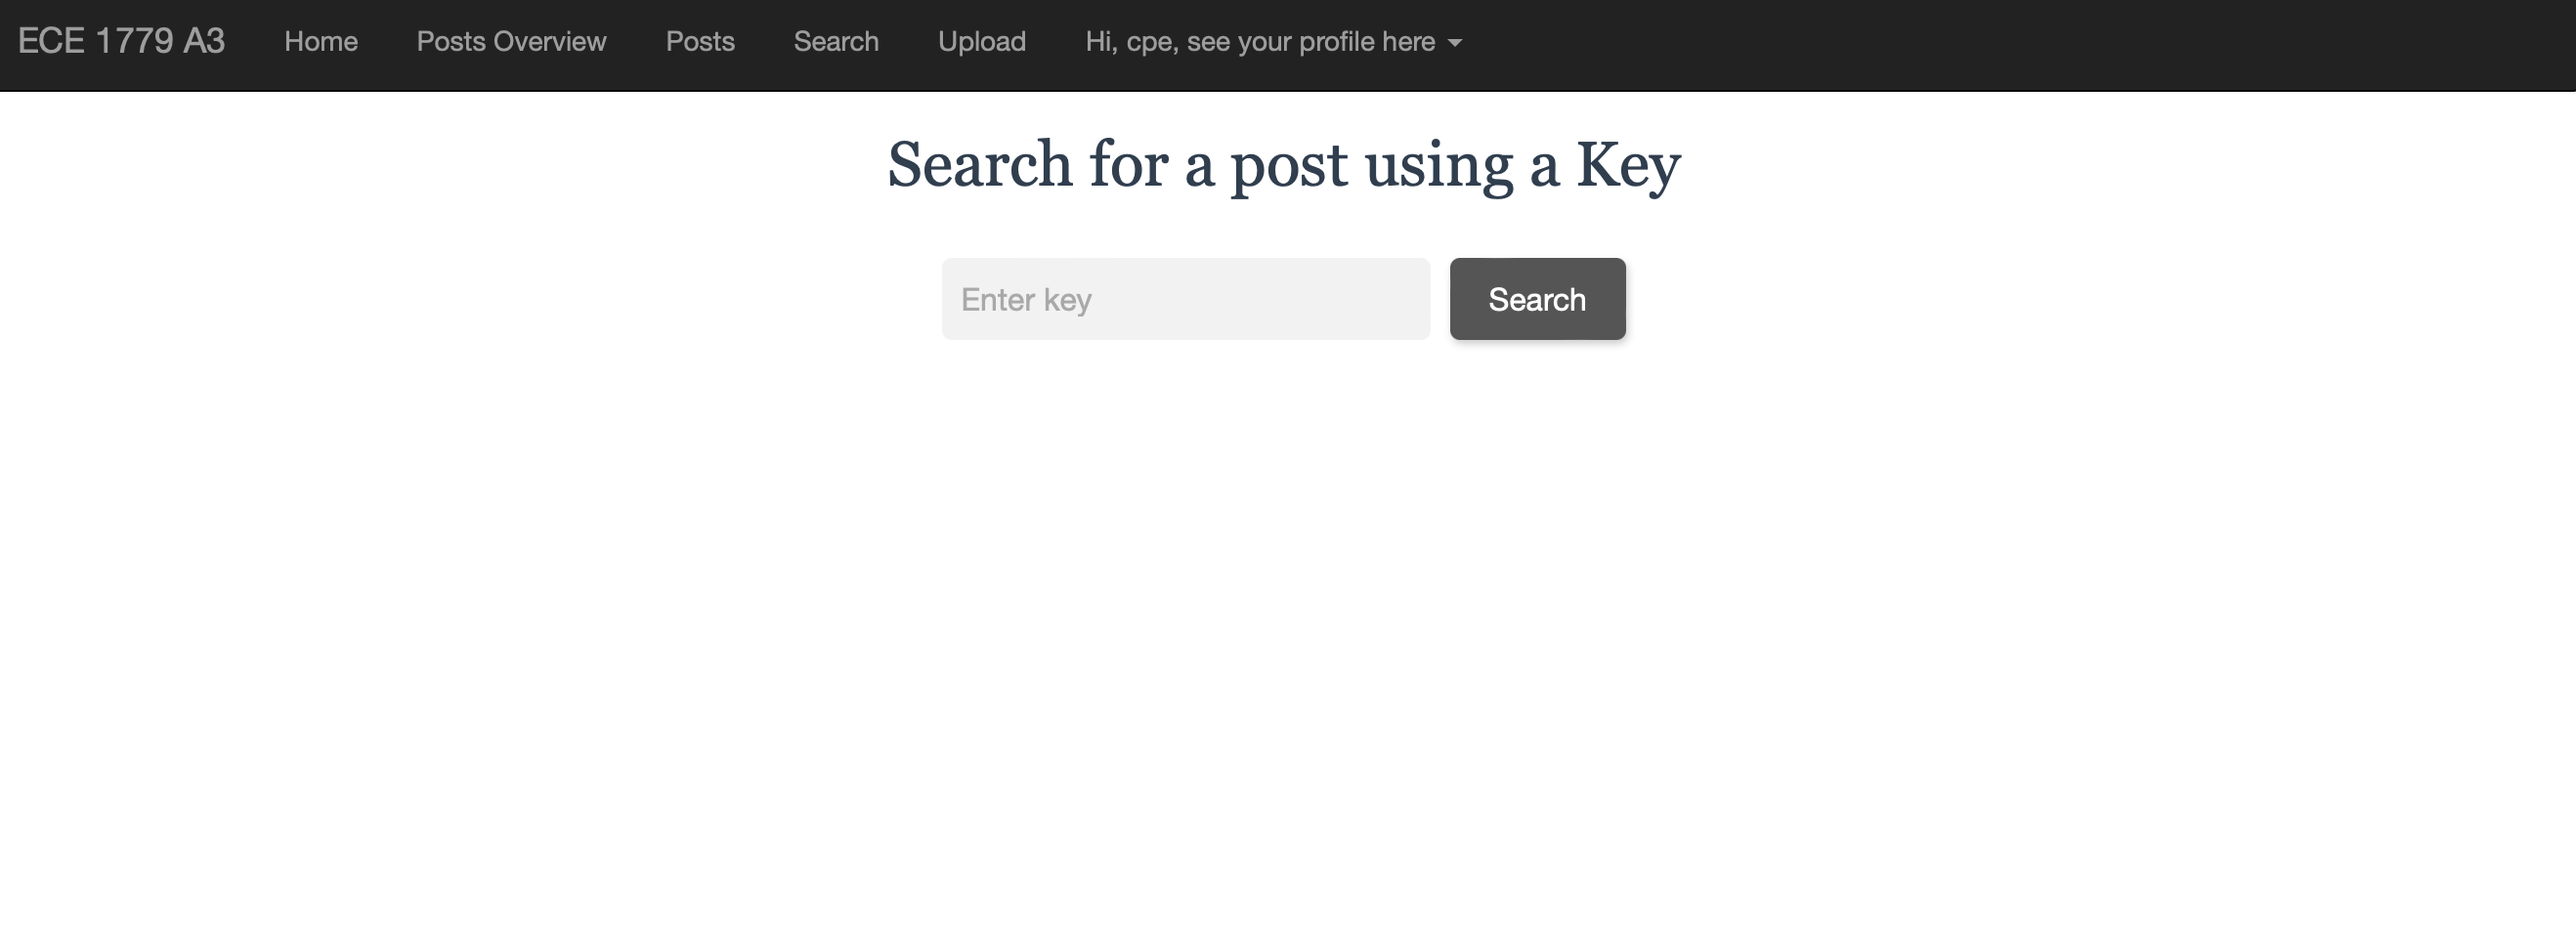 ECE 1779 A3 Home Posts Overview Posts Search Upload Hi, cpe, see your profile here
Search for a post using a Key
Enter key Search